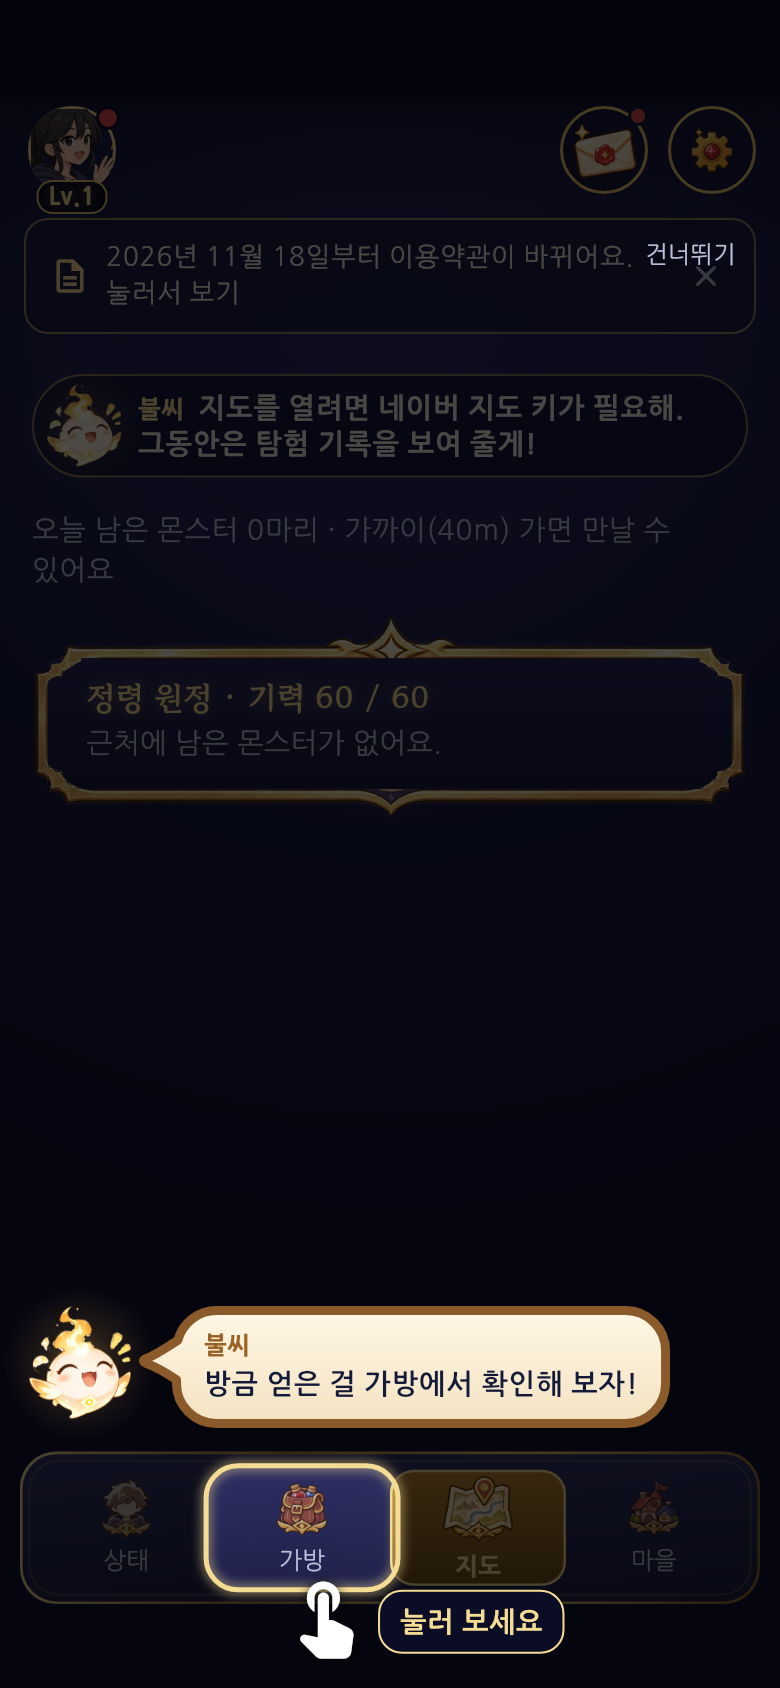 Lv.1
2026년 11월 18일부터 이용약관이 바뀌어요. 건너뛰기
눌러서 보기
불씨 지도를 열려면 네이버 지도 키가 필요해.
그동안은 탐험 기록을 보여 줄게!
오늘 남은 몬스터 0마리 · 가까이(40m) 가면 만날 수
있어요
정령 원정 · 기력 60 / 60
근처에 남은 몬스터가 없어요.
불씨
방금 얻은 걸 가방에서 확인해 보자!
상태 가방 지도 마을
눌러 보세요